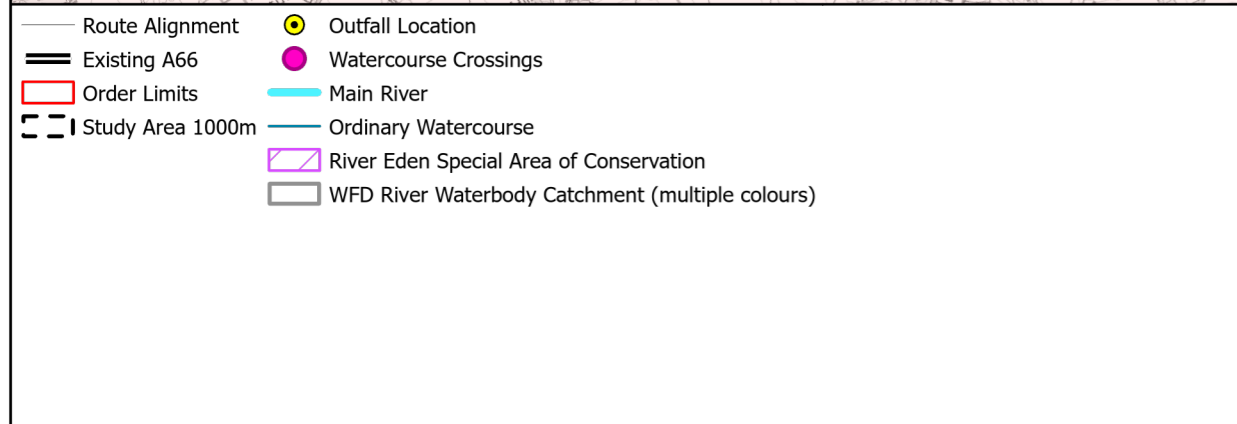 Route Alignment
Existing A66
Order Limits
Study Area 1000m
Outfall Location
Watercourse Crossings
Main River
Ordinary Watercourse
River Eden Special Area of Conservation
WFD River Waterbody Catchment (multiple colours)